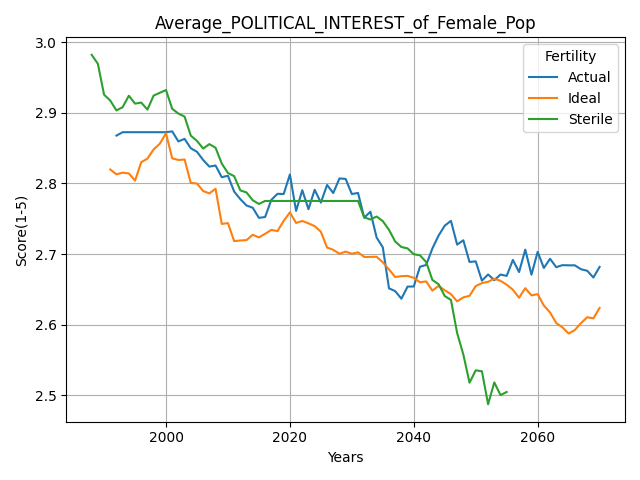 Average_POLITICAL_INTEREST_of_Female_Pop
Score(1-5)
3.0
2.9
2.8
2.7
2.6
2.5
Fertility
Actual
Ideal
Sterile
2000 2020 2040 2060
Years